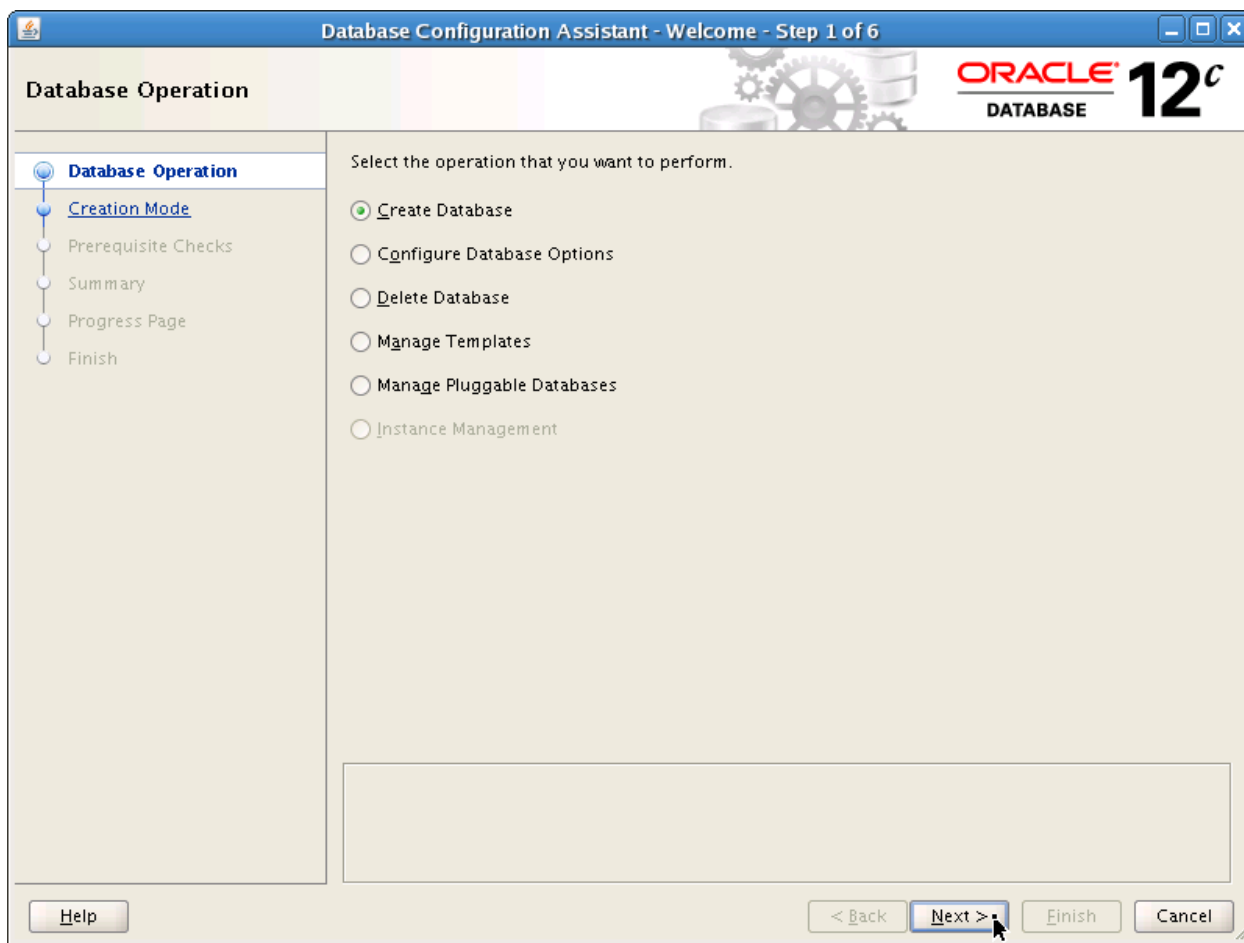 Database Configuration Assistant - Welcome - Step 1 of 6
Database Operation
ORACLE DATABASE 12c
Database Operation
Creation Mode
Prerequisite Checks
Summary
Progress Page
Finish
Select the operation that you want to perform.
Create Database
Configure Database Options
Delete Database
Manage Templates
Manage Pluggable Databases
Instance Management
Help
< Back
Next >
Finish
Cancel